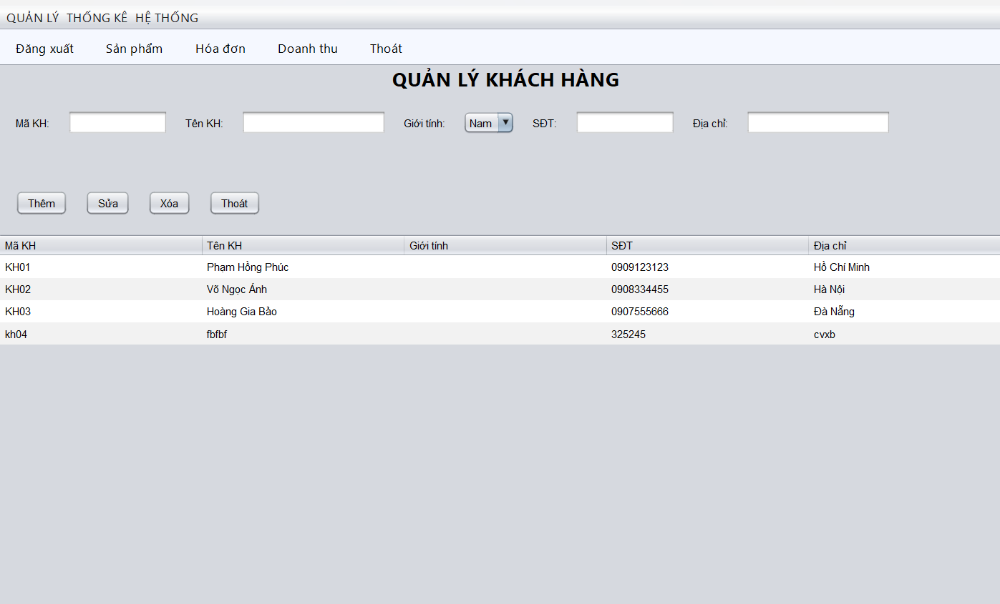 QUẢN LÝ THỐNG KÊ HỆ THỐNG
Đăng xuất Sản phẩm Hóa đơn Doanh thu Thoát
QUẢN LÝ KHÁCH HÀNG
Mã KH: Tên KH: Giới tính: Nam SĐT: Địa chỉ:
Thêm Sửa Xóa Thoát
Mã KH Tên KH Giới tính SĐT Địa chỉ
KH01 Phạm Hồng Phúc 0909123123 Hồ Chí Minh
KH02 Võ Ngọc Ánh 0908334455 Hà Nội
KH03 Hoàng Gia Bảo 0907555666 Đà Nẵng
kh04 fbfbf 325245 cvxb